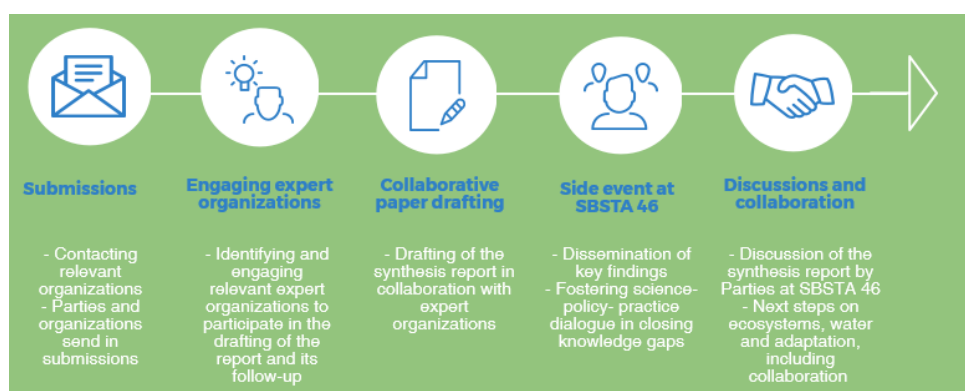 Submissions
- Contacting
relevant
organizations
- Parties and
organizations
send in
submissions
Engaging expert
organizations
- Identifying and
engaging
relevant expert
organizations to
participate in the
drafting of the
report and its
follow-up
Collaborative
paper drafting
- Drafting of the
synthesis report in
collaboration with
expert
organizations
Side event at
SBSTA 46
- Dissemination of
key findings
- Fostering science-
policy- practice
dialogue in closing
knowledge gaps
Discussions and
collaboration
- Discussion of the
synthesis report by
Parties at SBSTA 46
- Next steps on
ecosystems, water
and adaptation,
including
collaboration